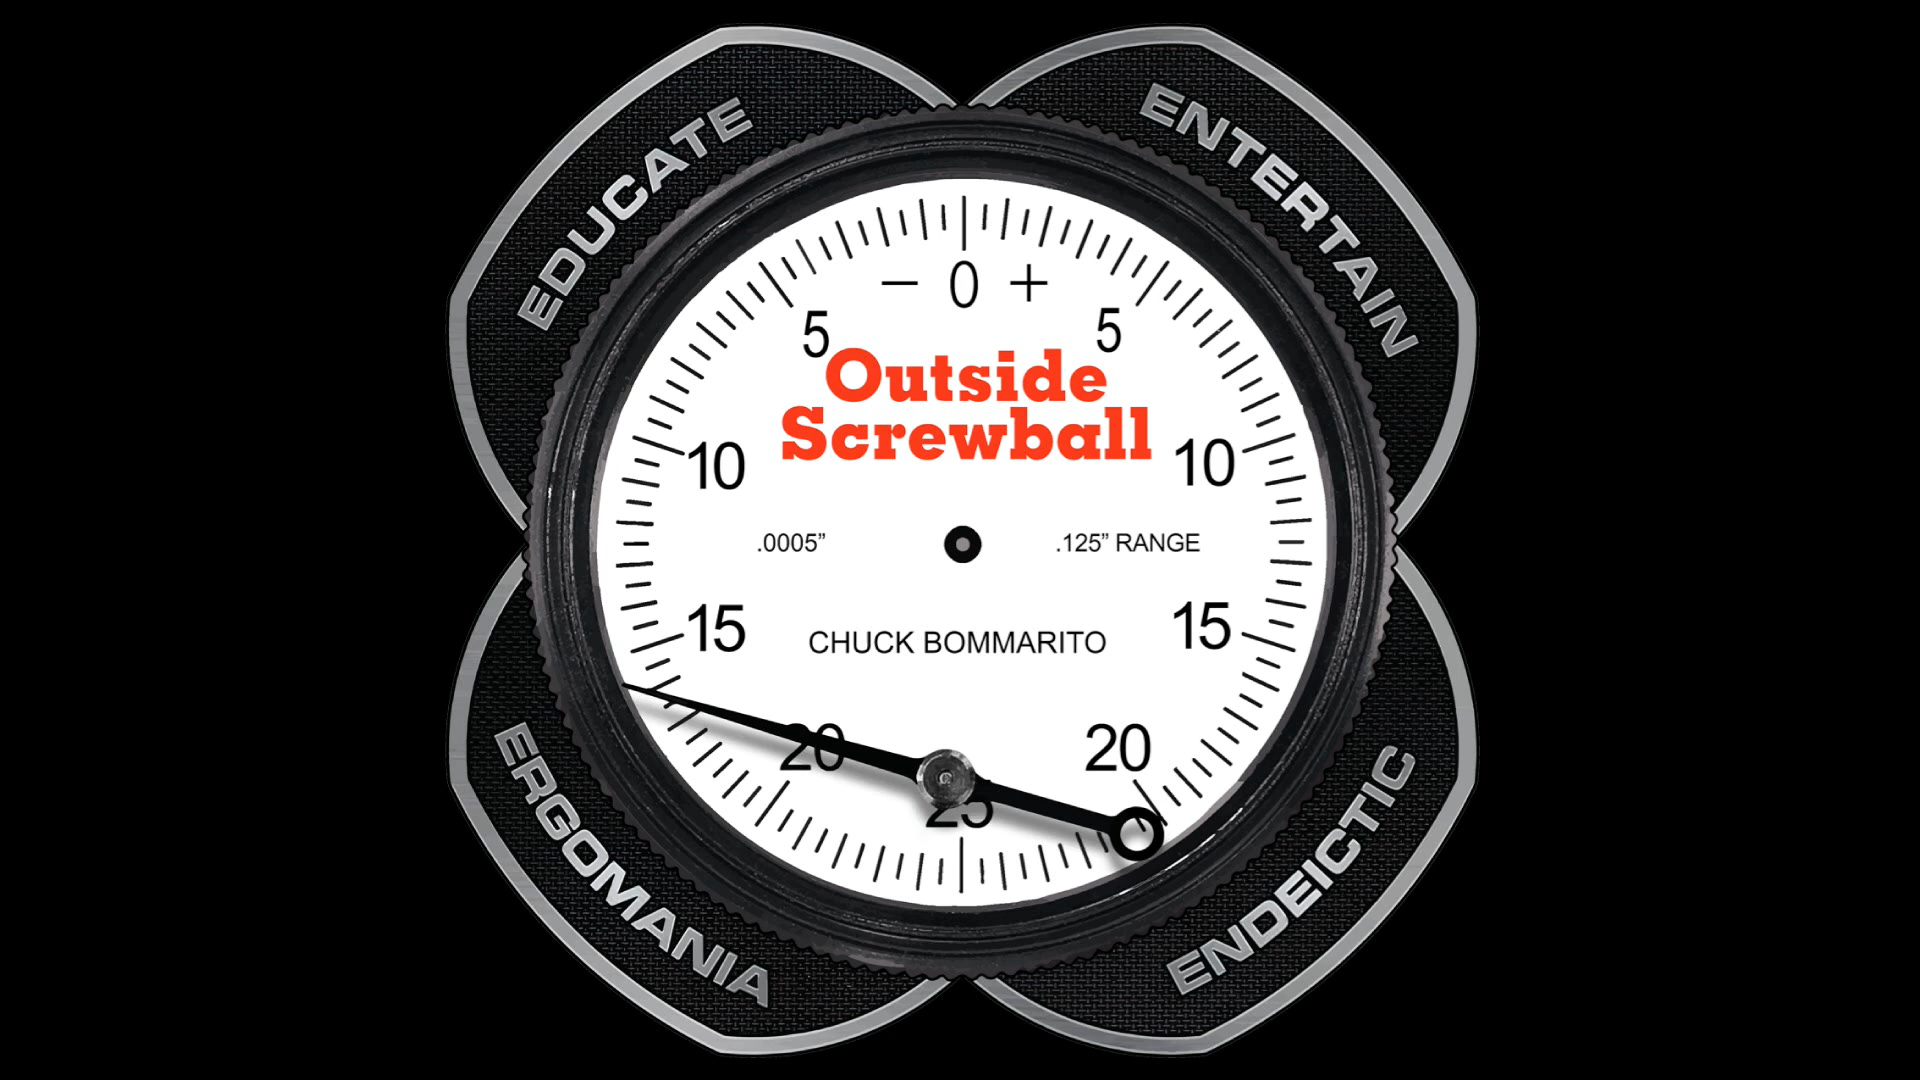 EDUCATE
ENTERTAIN
− 0 +
5 5
Outside
Screwball
10 10
.0005” .125” RANGE
15 15
CHUCK BOMMARITO
20 20
25
ERGOMANIA
ENDEICTIC